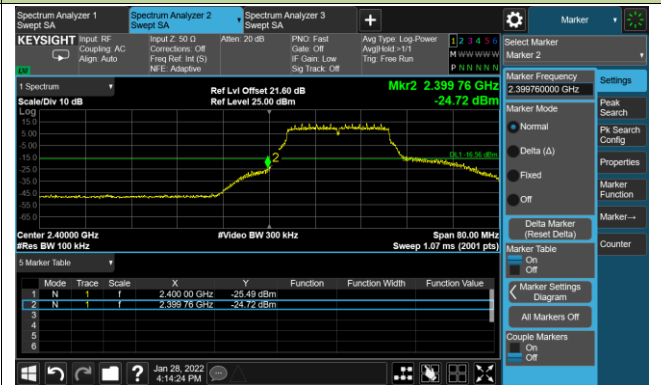 Spectrum Analyzer 1
Swept SA
Spectrum Analyzer 2
Swept SA
Spectrum Analyzer 3
Swept SA
Marker
KEYSIGHT
Input: RF
Coupling: AC
Align: Auto
Input Z: 50 Ω
Corrections: Off
Freq Ref: Int (S)
NFE: Adaptive
Atten: 20 dB
PNO: Fast
Gate: Off
IF Gain: Low
Sig Track: Off
Avg Type: Log-Power
Avg|Hold:>1/1
Trig: Free Run
1 2 3 4 5 6
M W W W W W
P N N N N N
Select Marker
Marker 2
1 Spectrum
Scale/Div 10 dB
Ref Lvl Offset 21.60 dB
Ref Level 25.00 dBm
Mkr2 2.399 76 GHz
-24.72 dBm
Log
15.0
5.00
-5.00
-15.0
-25.0
-35.0
-45.0
-55.0
-65.0
2
DL1 -16.56 dBm
Center 2.40000 GHz
#Res BW 100 kHz
#Video BW 300 kHz
Span 80.00 MHz
Sweep 1.07 ms (2001 pts)
5 Marker Table
Mode Trace Scale X Y Function Function Width Function Value
1 N 1 f 2.400 00 GHz -25.49 dBm
2 N 1 f 2.399 76 GHz -24.72 dBm
3
4
5
6
Marker Frequency
2.399760000 GHz
Marker Mode
Normal
Delta (Δ)
Fixed
Off
Delta Marker
(Reset Delta)
Marker Table
On
Off
Marker Settings
Diagram
All Markers Off
Couple Markers
On
Off
Settings
Peak
Search
Pk Search
Config
Properties
Marker
Function
Marker→
Counter
?
Jan 28, 2022
4:14:24 PM